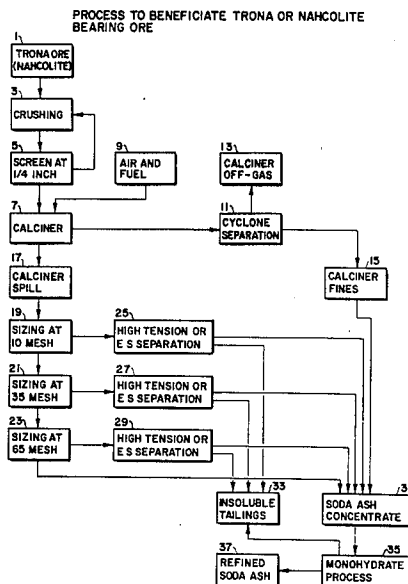 PROCESS TO BENEFICIATE TRONA OR NAHCOLITE
BEARING ORE
1
TRONA ORE
(NAHCOLITE)
3
CRUSHING
5
SCREEN AT
1/4 INCH
9
AIR AND
FUEL
13
CALCINER
OFF-GAS
7
CALCINER
11
CYCLONE
SEPARATION
15
CALCINER
FINES
17
CALCINER
SPILL
19
SIZING AT
10 MESH
25
HIGH TENSION OR
E S SEPARATION
21
SIZING AT
35 MESH
27
HIGH TENSION OR
E S SEPARATION
23
SIZING AT
65 MESH
29
HIGH TENSION OR
E S SEPARATION
33
INSOLUBLE
TAILINGS
SODA ASH
CONCENTRATE
37
REFINED
SODA ASH
35
MONOHYDRATE
PROCESS